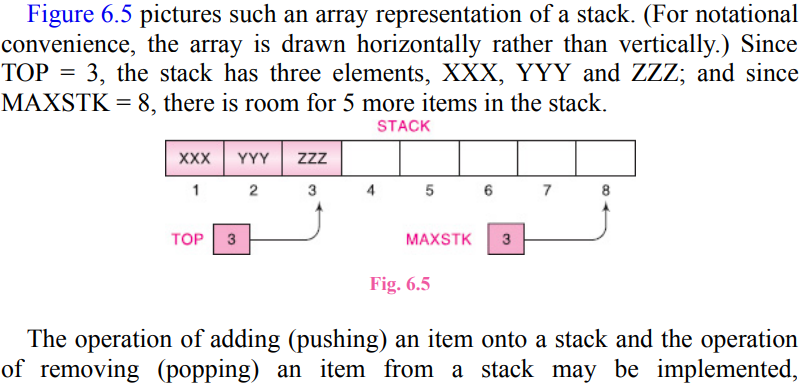 Figure 6.5 pictures such an array representation of a stack. (For notational
convenience, the array is drawn horizontally rather than vertically.) Since
TOP = 3, the stack has three elements, XXX, YYY and ZZZ; and since
MAXSTK = 8, there is room for 5 more items in the stack.
STACK
XXX YYY ZZZ
1 2 3 4 5 6 7 8
TOP 3 MAXSTK 3
Fig. 6.5
The operation of adding (pushing) an item onto a stack and the operation
of removing (popping) an item from a stack may be implemented,